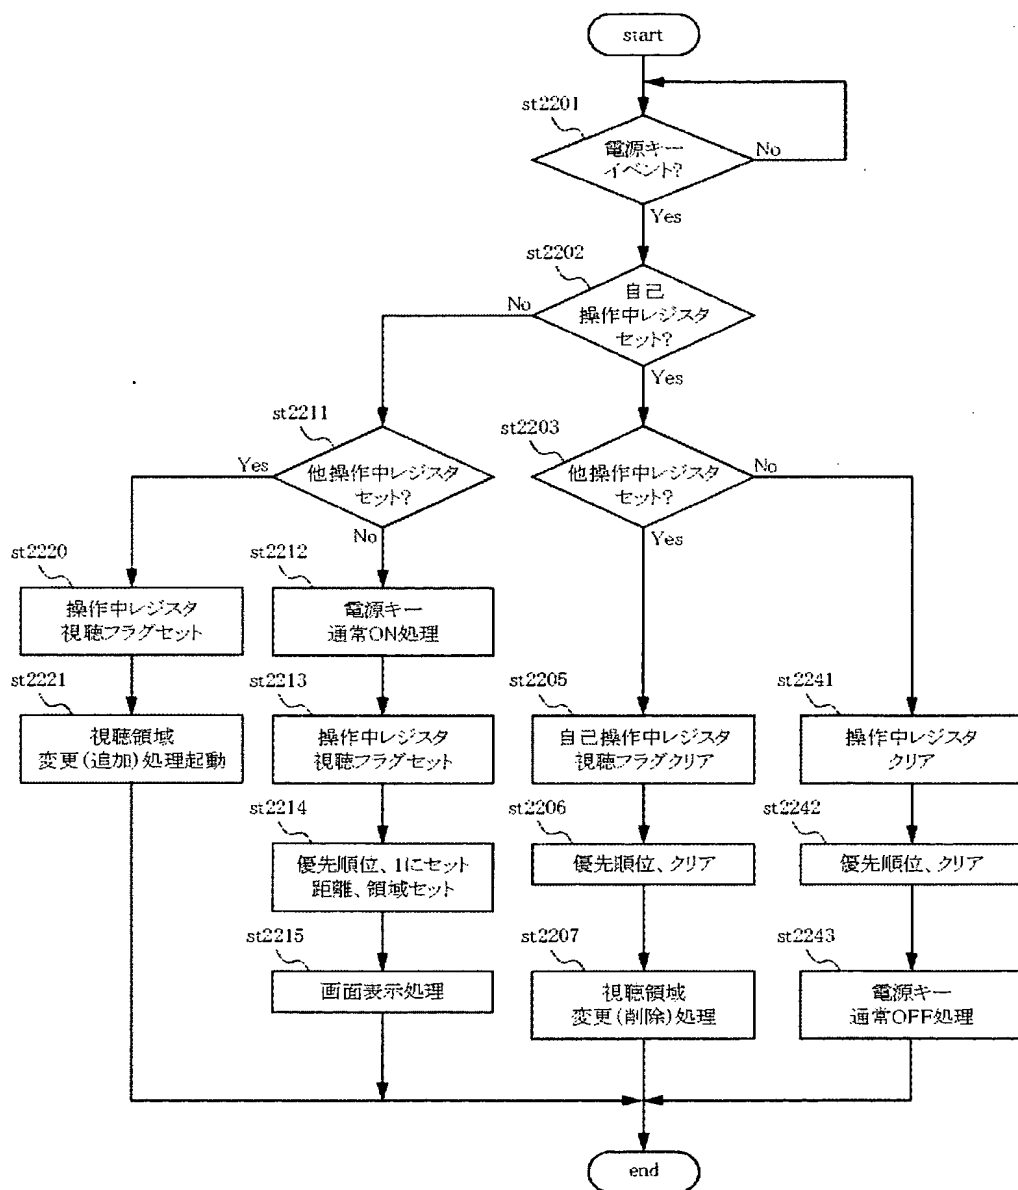 start
st2201
電源キー
イベント?
No
Yes
st2202
自己
操作中レジスタ
セット?
No
Yes
st2211
他操作中レジスタ
セット?
Yes
No
st2203
他操作中レジスタ
セット?
No
Yes
st2220
操作中レジスタ
視聴フラグセット
st2212
電源キー
通常ON処理
st2221
視聴領域
変更(追加)処理起動
st2213
操作中レジスタ
視聴フラグセット
st2205
自己操作中レジスタ
視聴フラグクリア
st2241
操作中レジスタ
クリア
st2214
優先順位、1にセット
距離、領域セット
st2206
優先順位、クリア
st2242
優先順位、クリア
st2215
画面表示処理
st2207
視聴領域
変更(削除)処理
st2243
電源キー
通常OFF処理
end